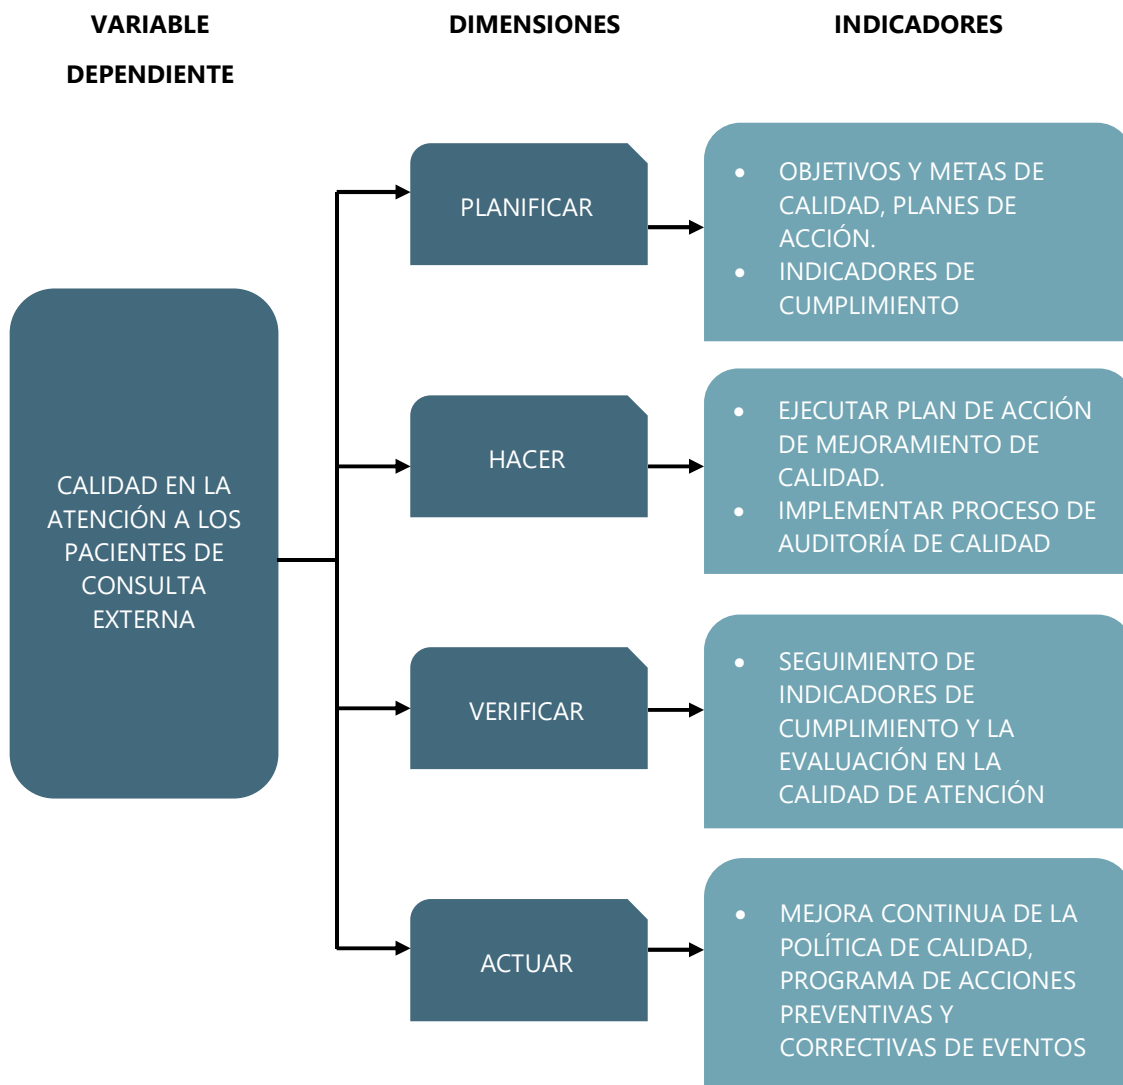 VARIABLE
DEPENDIENTE
DIMENSIONES
INDICADORES
CALIDAD EN LA
ATENCIÓN A LOS
PACIENTES DE
CONSULTA
EXTERNA
PLANIFICAR
• OBJETIVOS Y METAS DE
CALIDAD, PLANES DE
ACCIÓN.
• INDICADORES DE
CUMPLIMIENTO
HACER
• EJECUTAR PLAN DE ACCIÓN
DE MEJORAMIENTO DE
CALIDAD.
• IMPLEMENTAR PROCESO DE
AUDITORÍA DE CALIDAD
VERIFICAR
• SEGUIMIENTO DE
INDICADORES DE
CUMPLIMIENTO Y LA
EVALUACIÓN EN LA
CALIDAD DE ATENCIÓN
ACTUAR
• MEJORA CONTINUA DE LA
POLÍTICA DE CALIDAD,
PROGRAMA DE ACCIONES
PREVENTIVAS Y
CORRECTIVAS DE EVENTOS